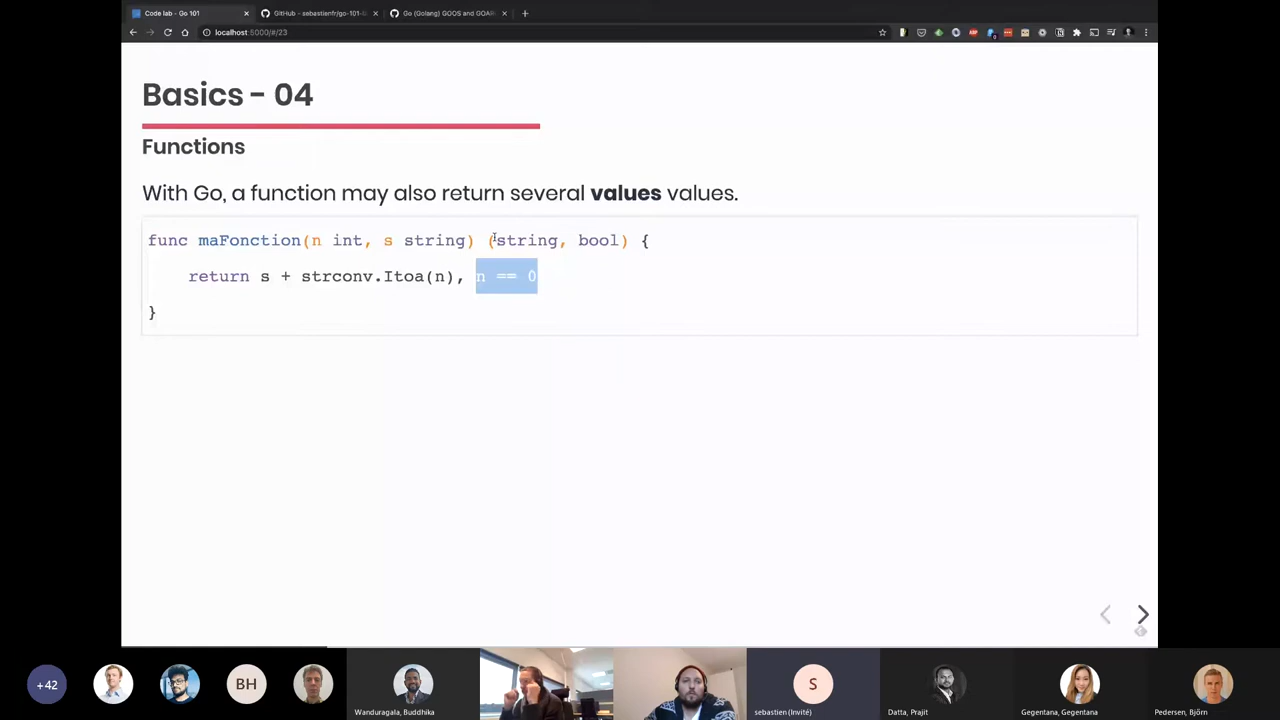 Code lab - Go 101
GitHub - sebastienfr/go-101-l
Go (Golang) GOOS and GOAR
localhost:5000/#/23
Basics - 04
Functions
With Go, a function may also return several values values.
func maFonction(n int, s string) (string, bool) {
return s + strconv.Itoa(n), n == 0
}
+42
BH
S
Wanduragala, Buddhika
sebastien (Invité)
Datta, Prajit
Gegentana, Gegentana
Pedersen, Björn